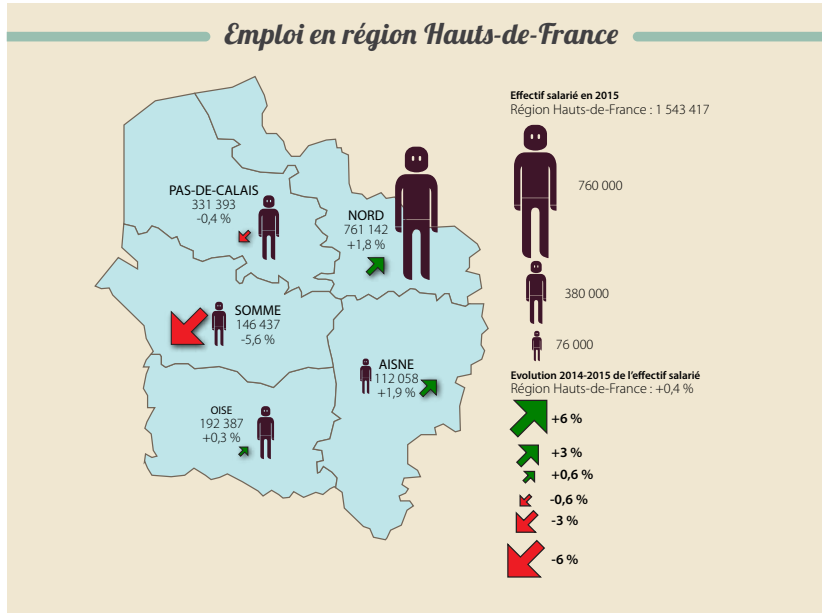 Emploi en région Hauts-de-France
PAS-DE-CALAIS
331 393
-0,4 %
NORD
761 142
+1,8 %
SOMME
146 437
-5,6 %
AISNE
112 058
+1,9 %
OISE
192 387
+0,3 %
Effectif salarié en 2015
Région Hauts-de-France : 1 543 417
760 000
380 000
76 000
Evolution 2014-2015 de l'effectif salarié
Région Hauts-de-France : +0,4 %
+6 %
+3 %
+0,6 %
-0,6 %
-3 %
-6 %